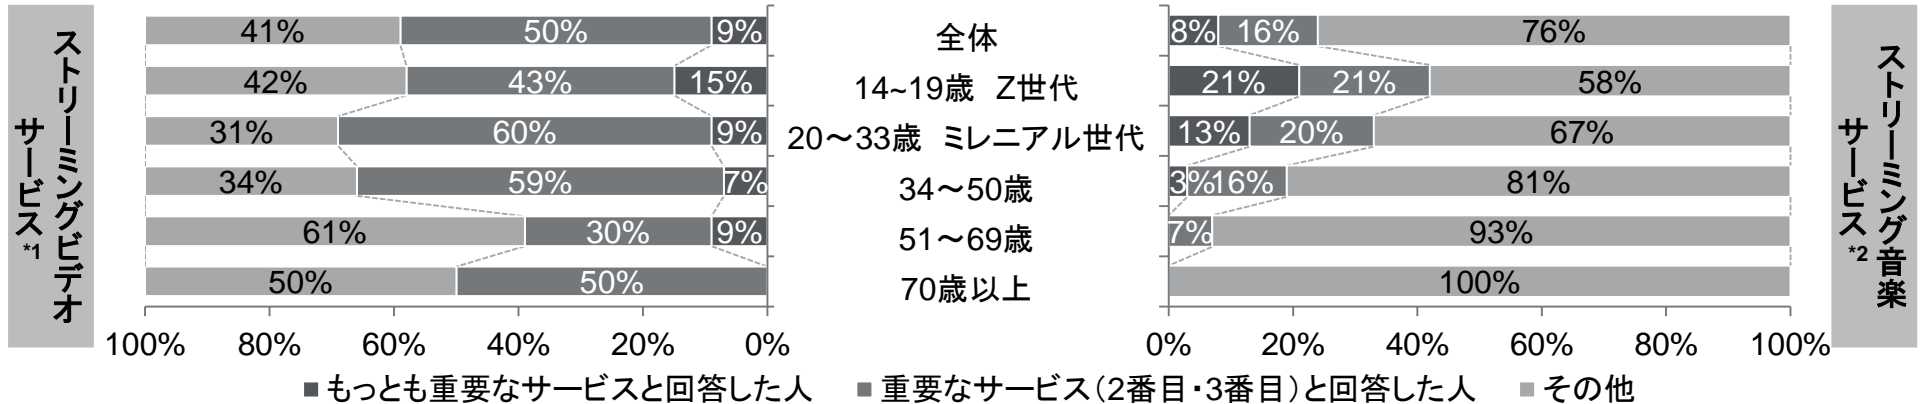 ストリーミングビデオ
サービス*1
41% 50% 9% 全体 8% 16% 76%
42% 43% 15% 14~19歳 Z世代 21% 21% 58%
31% 60% 9% 20～33歳 ミレニアル世代 13% 20% 67%
34% 59% 7% 34～50歳 3% 16% 81%
61% 30% 9% 51～69歳 7% 93%
50% 50% 70歳以上 100%
100% 80% 60% 40% 20% 0% 0% 20% 40% 60% 80% 100%
ストリーミング音楽
サービス*2
もっとも重要なサービスと回答した人 重要なサービス（2番目・3番目）と回答した人 その他